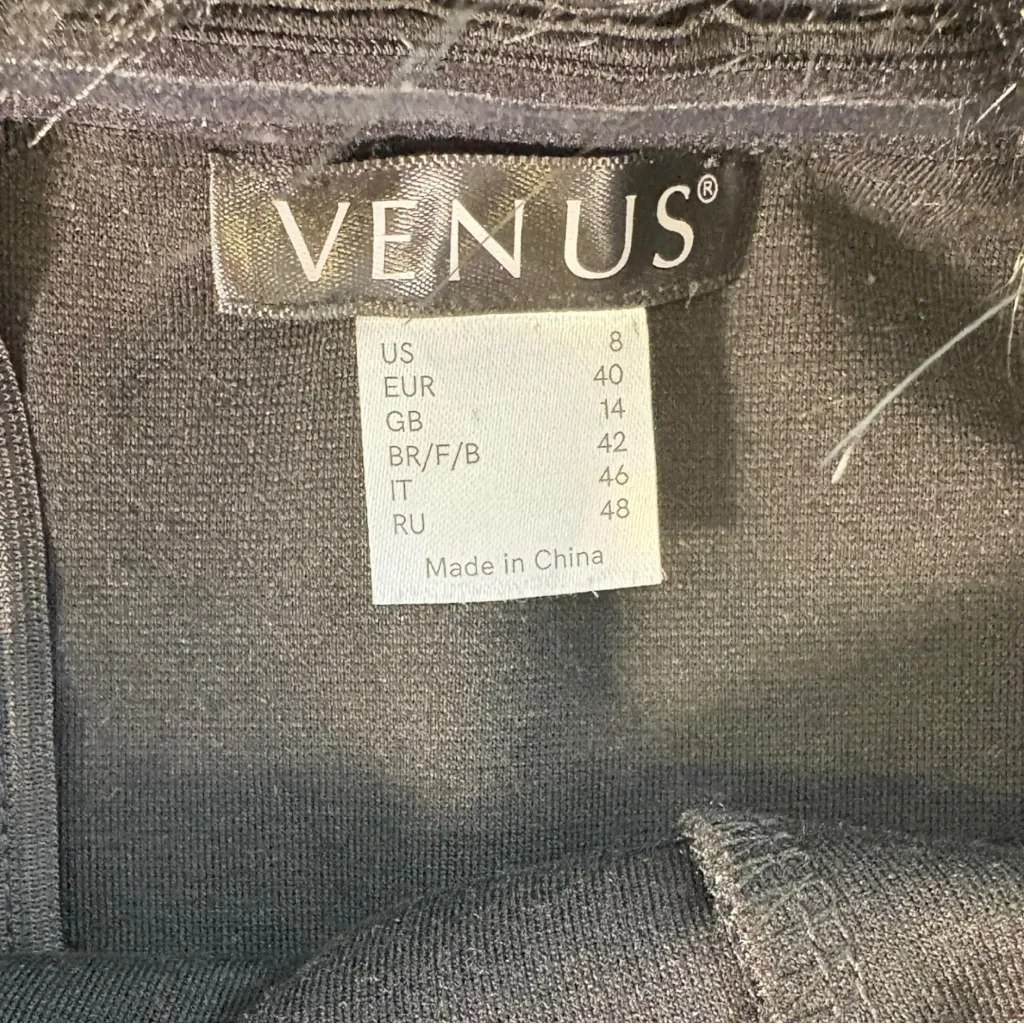 VENUS®
US 8
EUR 40
GB 14
BR/F/B 42
IT 46
RU 48
Made in China